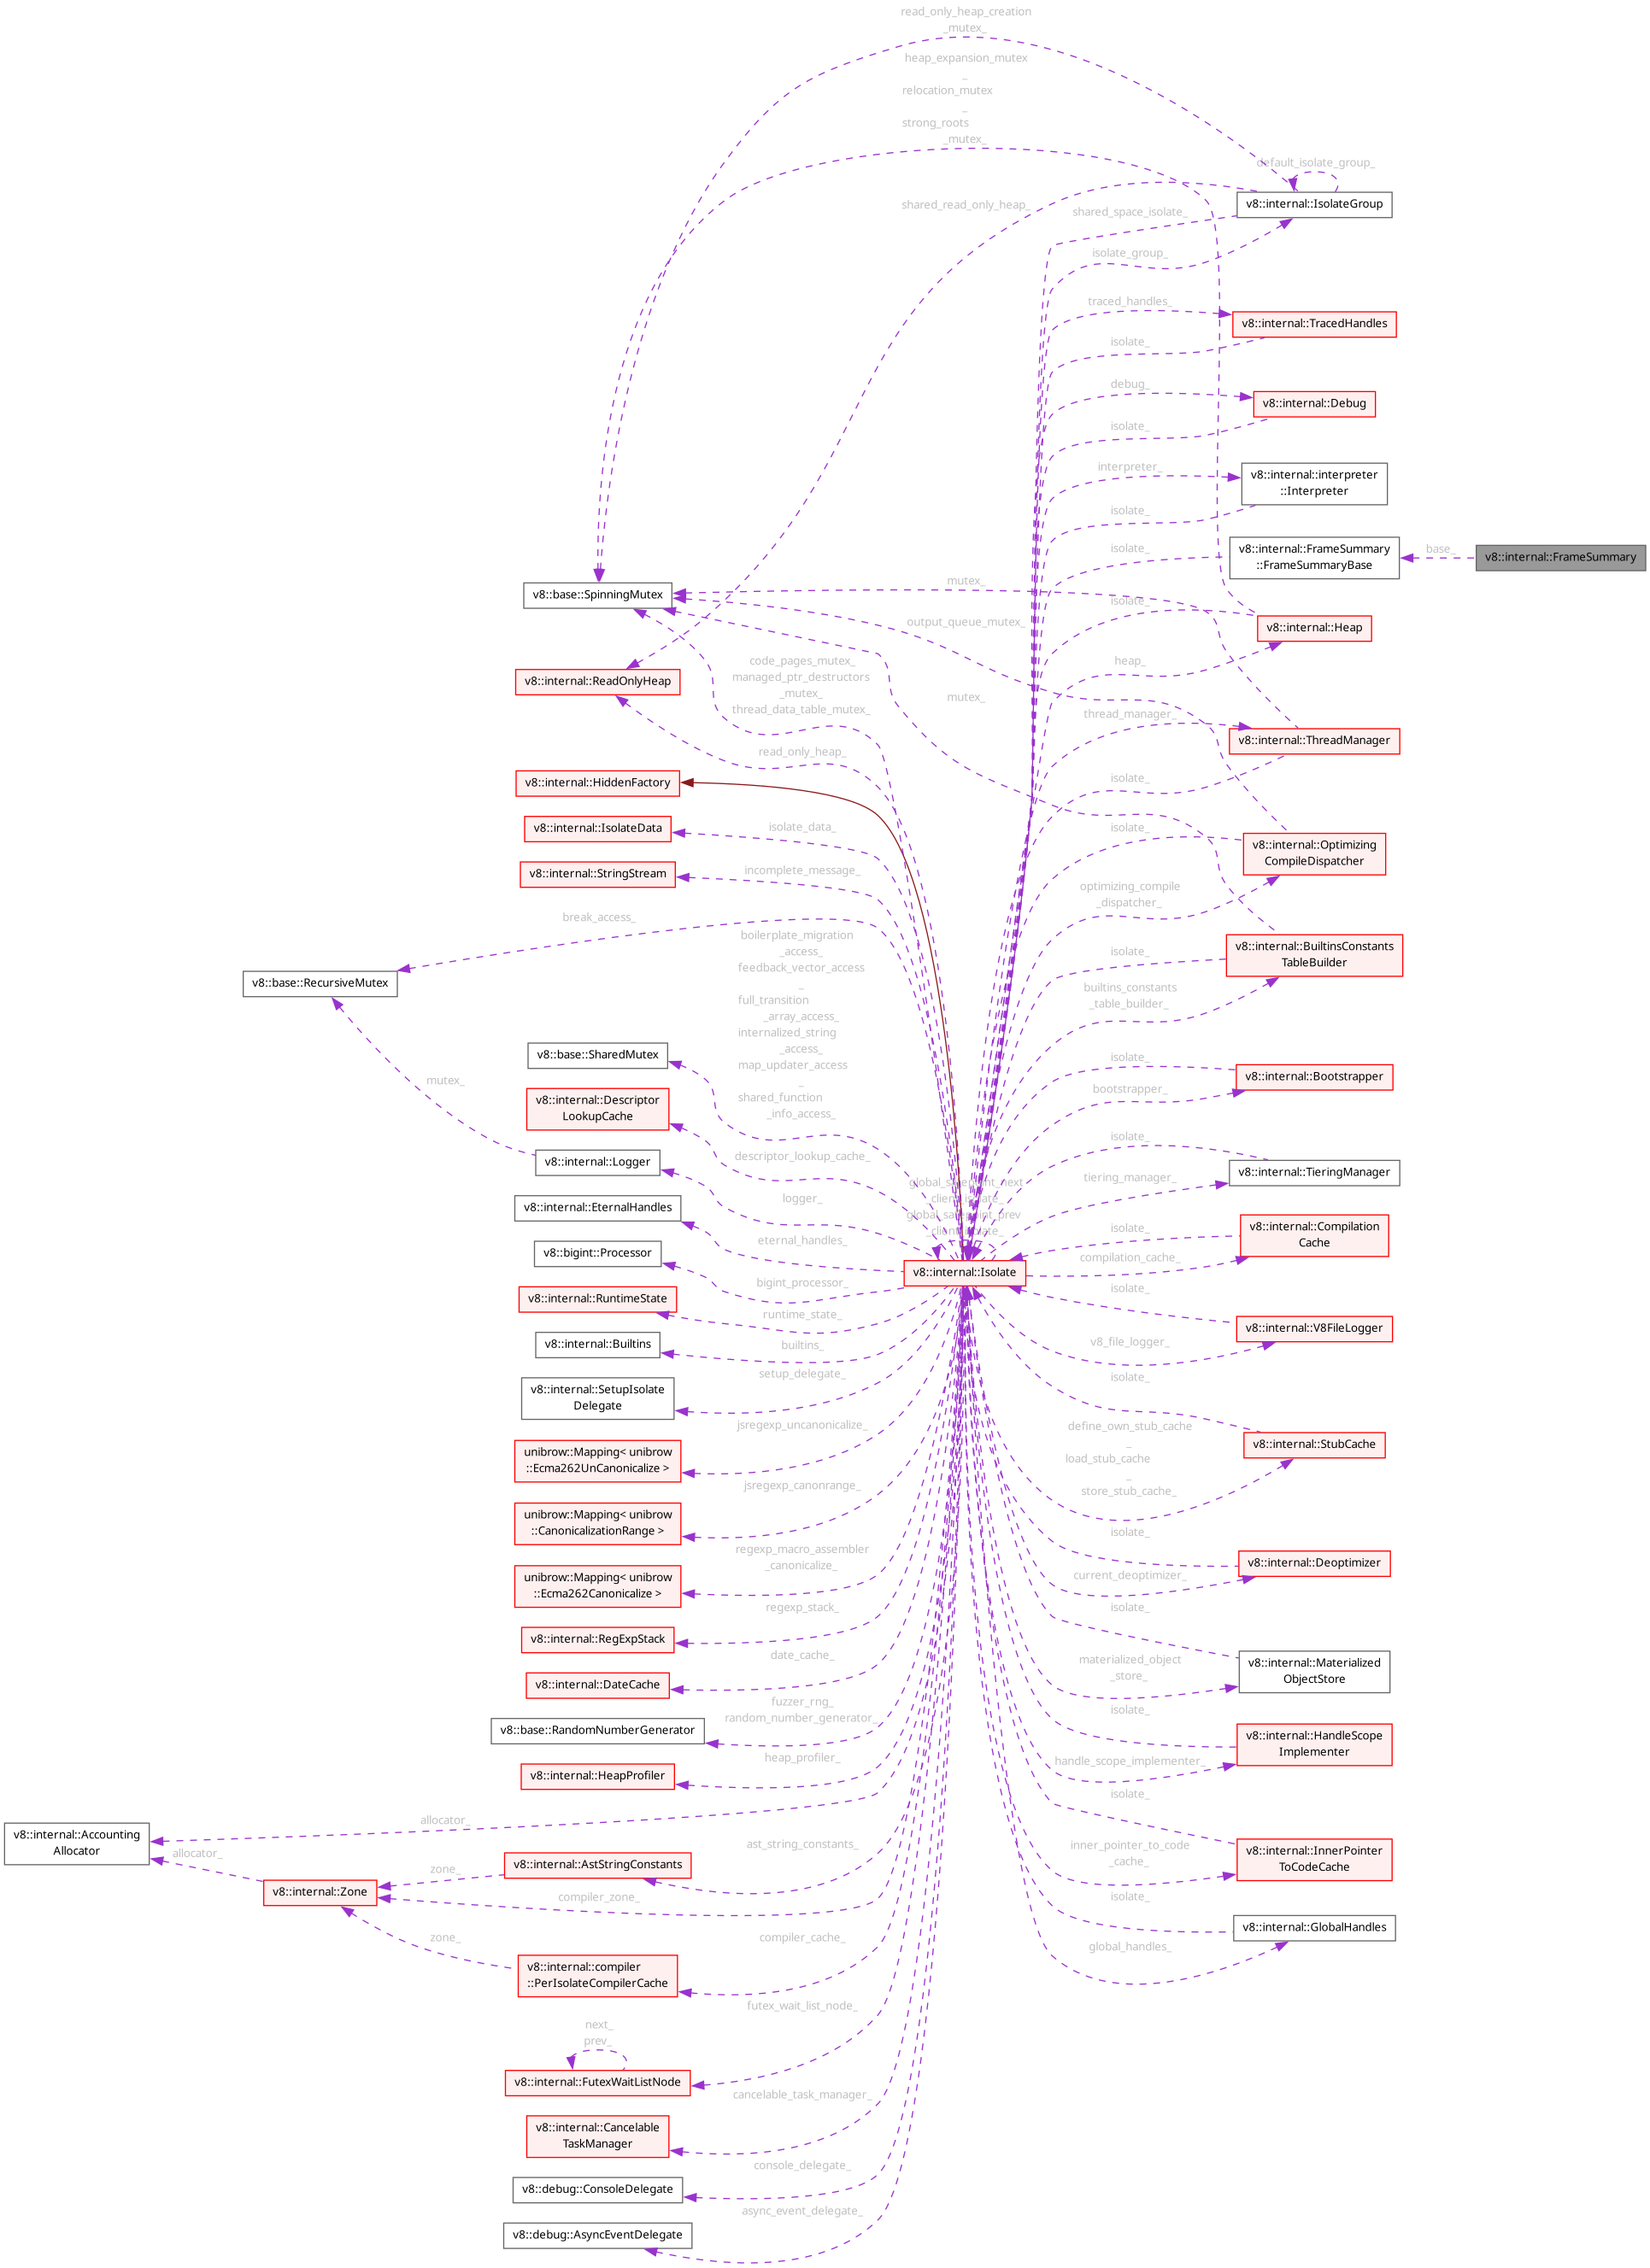 read_only_heap_creation
_mutex_
heap_expansion_mutex
_
relocation_mutex
_
strong_roots
_mutex_
default_isolate_group_
v8::internal::IsolateGroup
shared_read_only_heap_
shared_space_isolate_
isolate_group_
traced_handles_
v8::internal::TracedHandles
isolate_
debug_
v8::internal::Debug
isolate_
interpreter_
v8::internal::interpreter
::Interpreter
isolate_
isolate_
v8::internal::FrameSummary
::FrameSummaryBase
base_
v8::internal::FrameSummary
v8::base::SpinningMutex
mutex_
isolate_
output_queue_mutex_
v8::internal::Heap
heap_
v8::internal::ReadOnlyHeap
code_pages_mutex_
managed_ptr_destructors
_mutex_
thread_data_table_mutex_
mutex_
thread_manager_
v8::internal::ThreadManager
read_only_heap_
v8::internal::HiddenFactory
isolate_
v8::internal::IsolateData
isolate_data_
isolate_
v8::internal::Optimizing
CompileDispatcher
v8::internal::StringStream
incomplete_message_
optimizing_compile
_dispatcher_
break_access_
v8::base::RecursiveMutex
boilerplate_migration
_access_
feedback_vector_access
_
full_transition
_array_access_
internalized_string
_access_
map_updater_access
_
shared_function
_info_access_
isolate_
v8::internal::BuiltinsConstants
TableBuilder
builtins_constants
_table_builder_
v8::base::SharedMutex
isolate_
v8::internal::Bootstrapper
bootstrapper_
mutex_
v8::internal::Descriptor
LookupCache
descriptor_lookup_cache_
v8::internal::Logger
logger_
isolate_
v8::internal::TieringManager
tiering_manager_
global_safepoint_next
_client_isolate_
global_safepoint_prev
_client_isolate_
v8::internal::EternalHandles
eternal_handles_
isolate_
v8::internal::Compilation
Cache
compilation_cache_
v8::bigint::Processor
bigint_processor_
v8::internal::Isolate
v8::internal::RuntimeState
runtime_state_
isolate_
v8::internal::V8FileLogger
v8_file_logger_
v8::internal::Builtins
builtins_
v8::internal::SetupIsolate
Delegate
setup_delegate_
isolate_
define_own_stub_cache
_
load_stub_cache
_
store_stub_cache_
v8::internal::StubCache
unibrow::Mapping< unibrow
::Ecma262UnCanonicalize >
jsregexp_uncanonicalize_
unibrow::Mapping< unibrow
::CanonicalizationRange >
jsregexp_canonrange_
unibrow::Mapping< unibrow
::Ecma262Canonicalize >
regexp_macro_assembler
_canonicalize_
isolate_
v8::internal::Deoptimizer
current_deoptimizer_
v8::internal::RegExpStack
regexp_stack_
isolate_
v8::internal::Materialized
ObjectStore
materialized_object
_store_
v8::internal::DateCache
date_cache_
v8::base::RandomNumberGenerator
fuzzer_rng_
random_number_generator_
isolate_
v8::internal::HandleScope
Implementer
handle_scope_implementer_
v8::internal::HeapProfiler
heap_profiler_
isolate_
v8::internal::Accounting
Allocator
allocator_
allocator_
v8::internal::InnerPointer
ToCodeCache
inner_pointer_to_code
_cache_
v8::internal::AstStringConstants
ast_string_constants_
zone_
v8::internal::Zone
compiler_zone_
isolate_
v8::internal::GlobalHandles
global_handles_
zone_
v8::internal::compiler
::PerIsolateCompilerCache
compiler_cache_
next_
prev_
v8::internal::FutexWaitListNode
futex_wait_list_node_
v8::internal::Cancelable
TaskManager
cancelable_task_manager_
v8::debug::ConsoleDelegate
console_delegate_
v8::debug::AsyncEventDelegate
async_event_delegate_